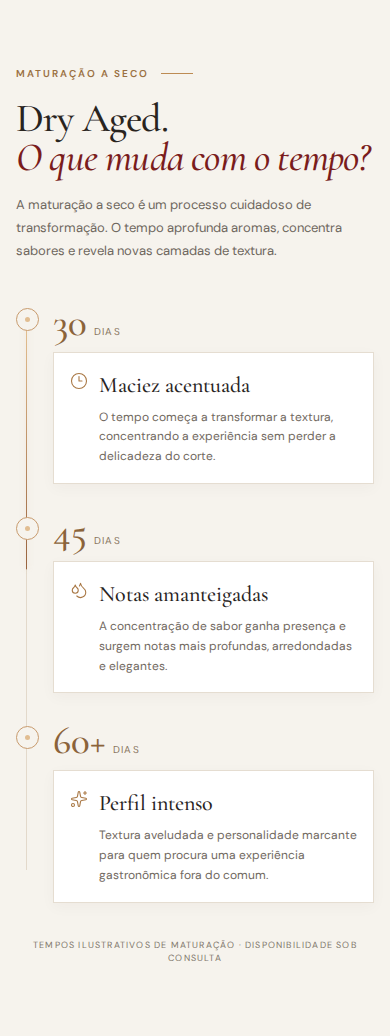 MATURAÇÃO A SECO
Dry Aged.
O que muda com o tempo?
A maturação a seco é um processo cuidadoso de
transformação. O tempo aprofunda aromas, concentra
sabores e revela novas camadas de textura.
30 DIAS
Maciez acentuada
O tempo começa a transformar a textura,
concentrando a experiência sem perder a
delicadeza do corte.
45 DIAS
Notas amanteigadas
A concentração de sabor ganha presença e
surgem notas mais profundas, arredondadas
e elegantes.
60+ DIAS
Perfil intenso
Textura aveludada e personalidade marcante
para quem procura uma experiência
gastronômica fora do comum.
TEMPOS ILUSTRATIVOS DE MATURAÇÃO · DISPONIBILIDADE SOB
CONSULTA